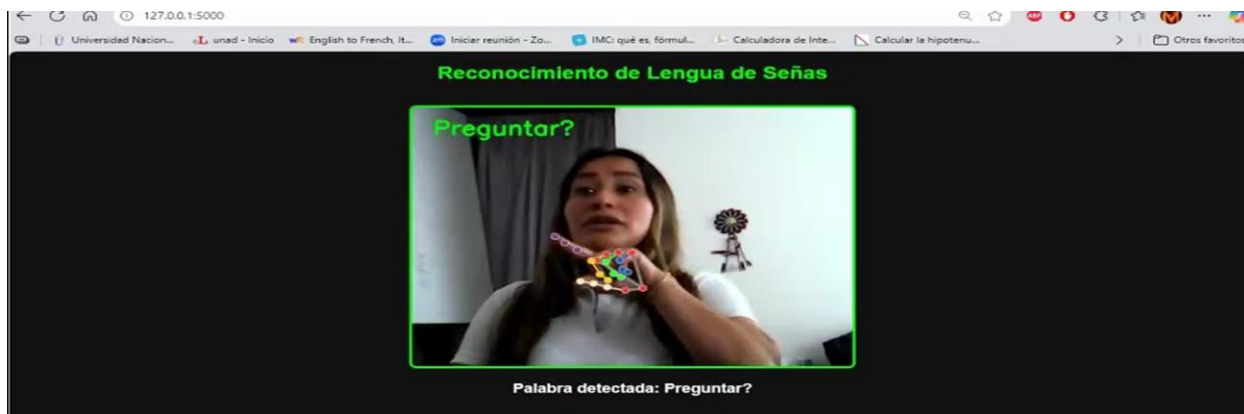 127.0.0.1:5000
Universidad Nacion... unad - Inicio English to French, It... Iniciar reunión - Zo... IMC: qué es, fórmul... Calculadora de Inte... Calcular la hipotenu... Otros favoritos
Reconocimiento de Lengua de Señas
Preguntar?
Palabra detectada: Preguntar?